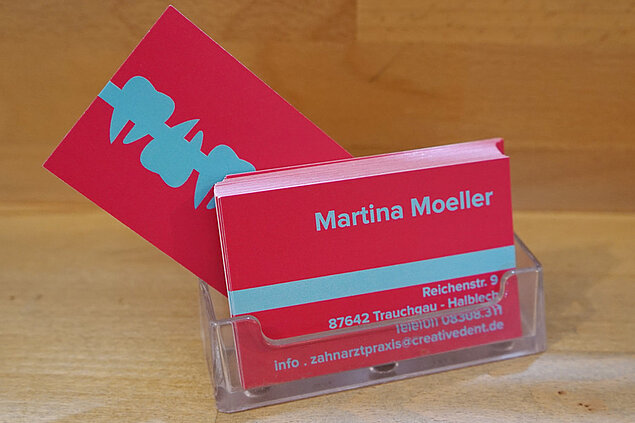 Martina Moeller
Reichenstr. 9
87642 Trauchgau - Halblech
Telefon 08368.311
info . zahnarztpraxis@creativedent.de